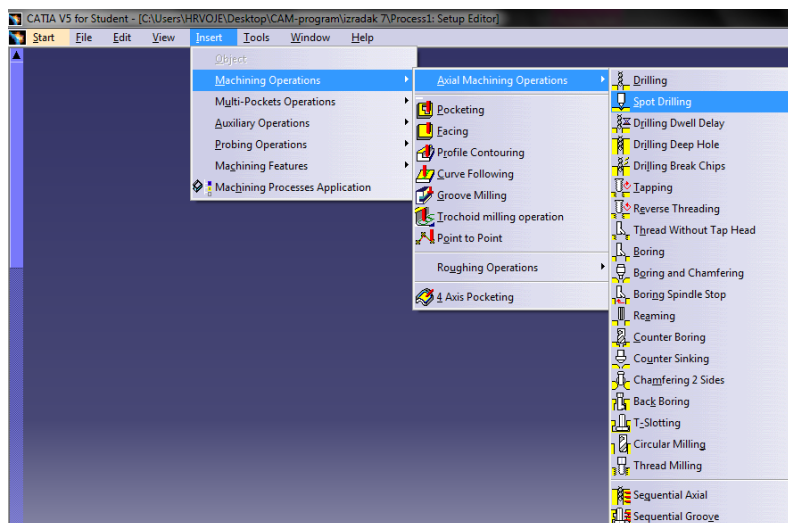 CATIA V5 for Student - [C:\Users\HRVOJE\Desktop\CAM-program\izradak 7\Process1: Setup Editor]
Start File Edit View Insert Tools Window Help
Object
Machining Operations
Multi-Pockets Operations
Auxiliary Operations
Probing Operations
Machining Features
Machining Processes Application
Axial Machining Operations
Pocketing
Facing
Profile Contouring
Curve Following
Groove Milling
Trochoid milling operation
Point to Point
Roughing Operations
4 Axis Pocketing
Drilling
Spot Drilling
Drilling Dwell Delay
Drilling Deep Hole
Drilling Break Chips
Tapping
Reverse Threading
Thread Without Tap Head
Boring
Boring and Chamfering
Boring Spindle Stop
Reaming
Counter Boring
Counter Sinking
Chamfering 2 Sides
Back Boring
T-Slotting
Circular Milling
Thread Milling
Sequential Axial
Sequential Groove